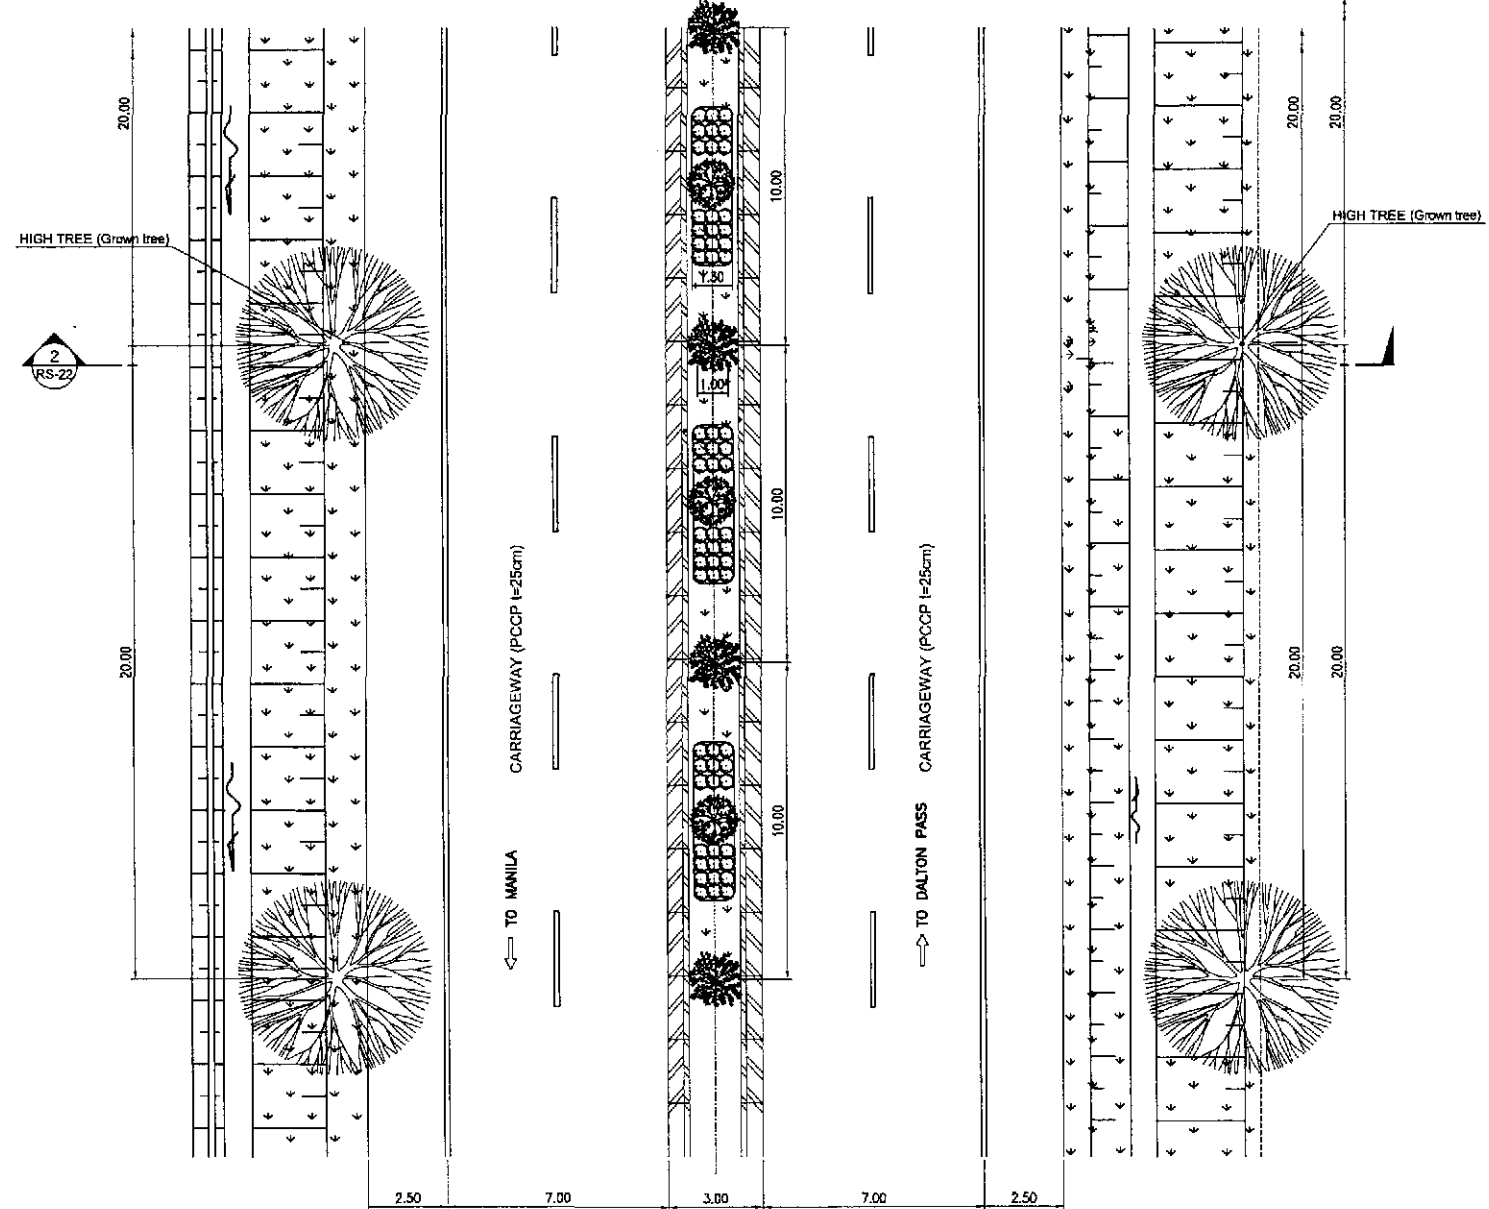 20.00
20.00
20.00
10.00
HIGH TREE (Grown tree)
HIGH TREE (Grown tree)
1.30
2
RS-22
1.00
10.00
CARRIAGEWAY (PCCP t=25cm)
CARRIAGEWAY (PCCP t=25cm)
20.00
20.00
20.00
10.00
TO MANILA
TO DALTON PASS
2.50
7.00
3.00
7.00
2.50